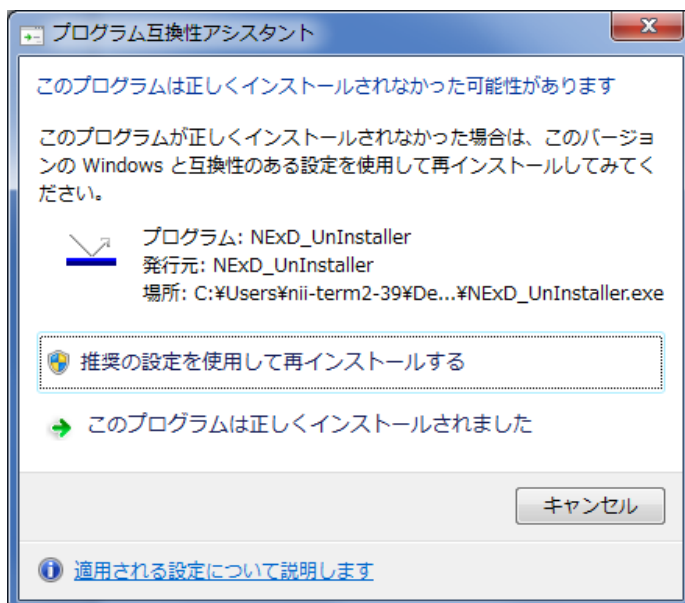 プログラム互換性アシスタント
このプログラムは正しくインストールされなかった可能性があります
このプログラムが正しくインストールされなかった場合は、このバージョ
ンの Windows と互換性のある設定を使用して再インストールしてみてく
ださい。
プログラム: NExD_UnInstaller
発行元: NExD_UnInstaller
場所: C:¥Users¥nii-term2-39¥De...¥NExD_UnInstaller.exe
推奨の設定を使用して再インストールする
このプログラムは正しくインストールされました
キャンセル
適用される設定について説明します